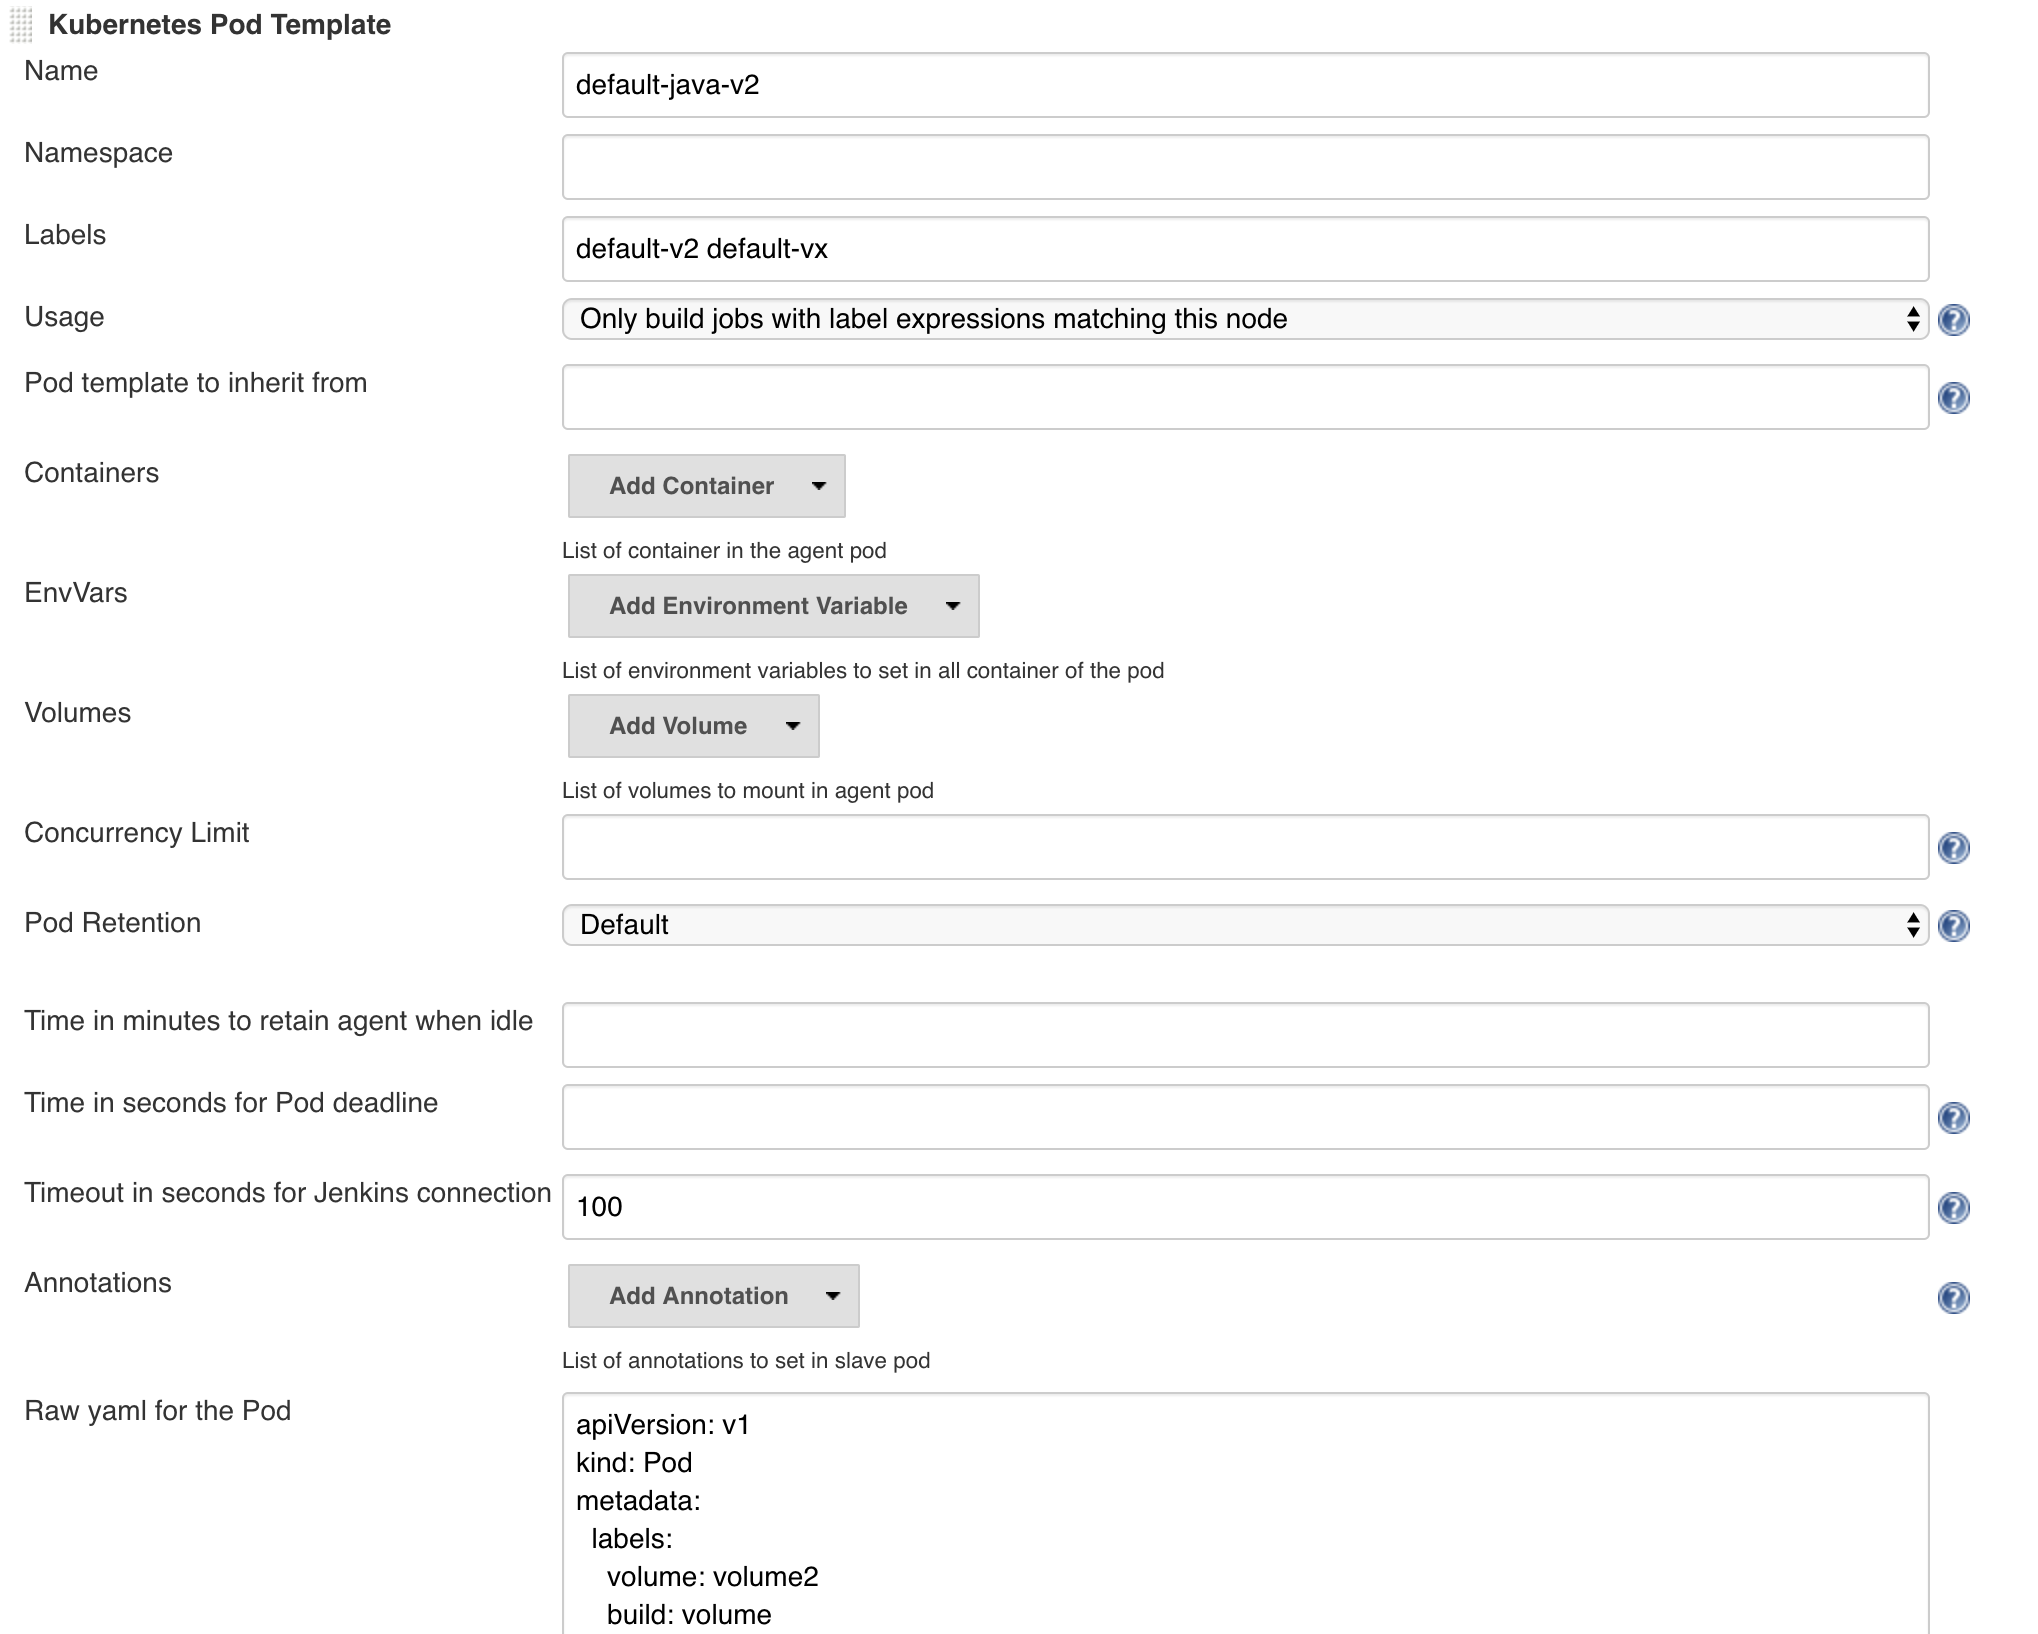 Kubernetes Pod Template
Name
default-java-v2
Namespace
Labels
default-v2 default-vx
Usage
Only build jobs with label expressions matching this node
Pod template to inherit from
Containers
Add Container
List of container in the agent pod
EnvVars
Add Environment Variable
List of environment variables to set in all container of the pod
Volumes
Add Volume
List of volumes to mount in agent pod
Concurrency Limit
Pod Retention
Default
Time in minutes to retain agent when idle
Time in seconds for Pod deadline
Timeout in seconds for Jenkins connection
100
Annotations
Add Annotation
List of annotations to set in slave pod
Raw yaml for the Pod
apiVersion: v1
kind: Pod
metadata:
  labels:
    volume: volume2
    build: volume